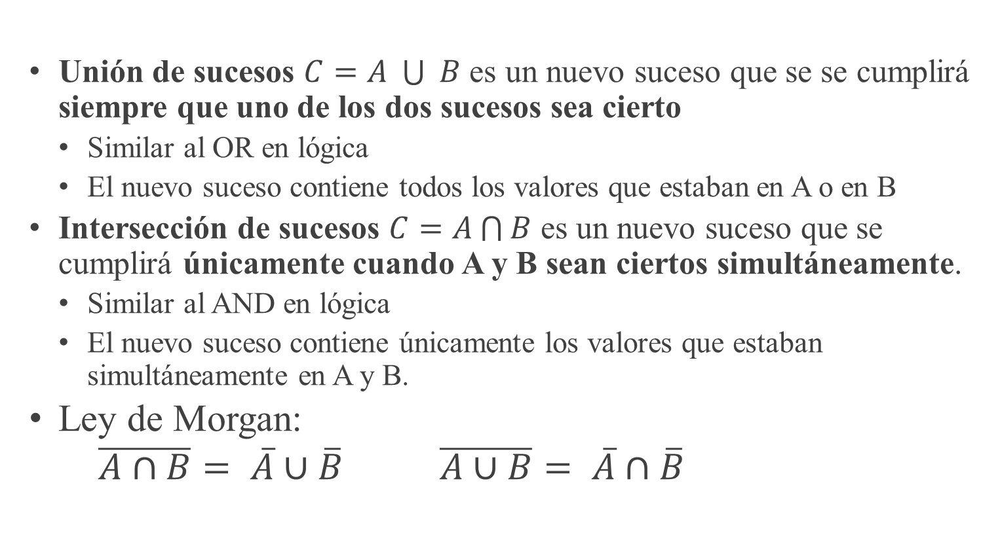 • Unión de sucesos 𝐶 = 𝐴 ∪ 𝐵 es un nuevo suceso que se se cumplirá
siempre que uno de los dos sucesos sea cierto
• Similar al OR en lógica
• El nuevo suceso contiene todos los valores que estaban en A o en B
• Intersección de sucesos 𝐶 = 𝐴 ∩ 𝐵 es un nuevo suceso que se
cumplirá únicamente cuando A y B sean ciertos simultáneamente.
• Similar al AND en lógica
• El nuevo suceso contiene únicamente los valores que estaban
simultáneamente en A y B.
• Ley de Morgan:
$\overline{A \cap B} = \bar{A} \cup \bar{B}$ $\overline{A \cup B} = \bar{A} \cap \bar{B}$